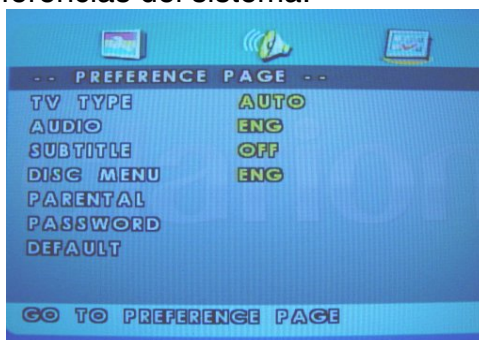 ferencias del sistema.
-- PREFERENCE PAGE --
TV TYPE AUTO
AUDIO ENG
SUBTITLE OFF
DISC MENU ENG
PARENTAL
PASSWORD
DEFAULT
GO TO PREFERENCE PAGE